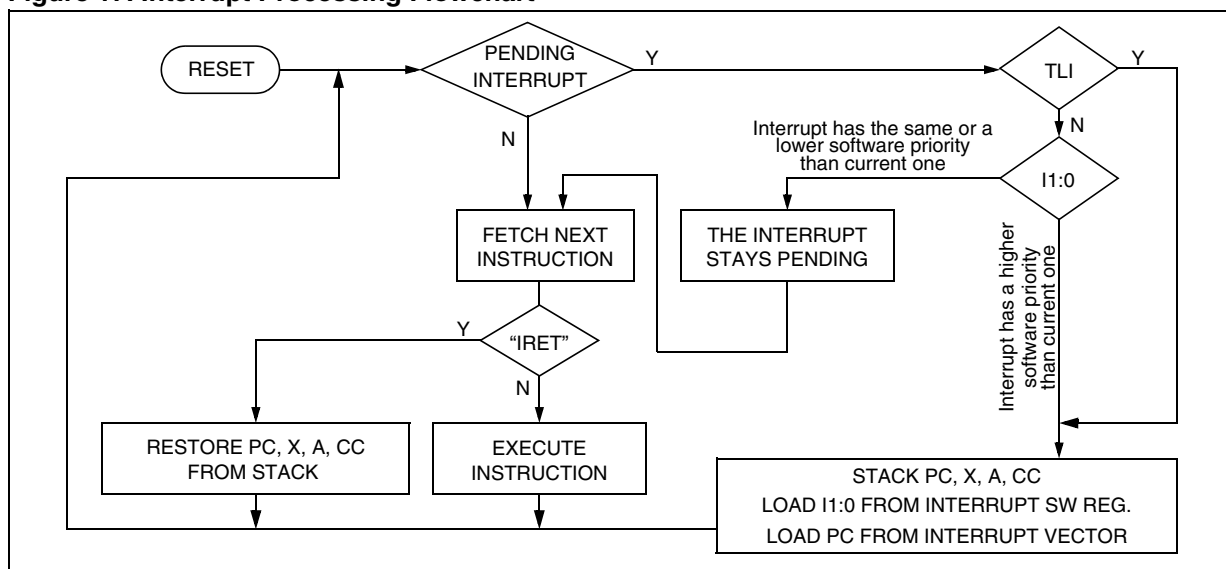 Interrupt Processing Flowchart
RESET
PENDING
INTERRUPT
Y
TLI
Y
N
N
Interrupt has the same or a
lower software priority
than current one
I1:0
FETCH NEXT
INSTRUCTION
THE INTERRUPT
STAYS PENDING
Interrupt has a higher
software priority
than current one
Y
“IRET”
N
RESTORE PC, X, A, CC
FROM STACK
EXECUTE
INSTRUCTION
STACK PC, X, A, CC
LOAD I1:0 FROM INTERRUPT SW REG.
LOAD PC FROM INTERRUPT VECTOR